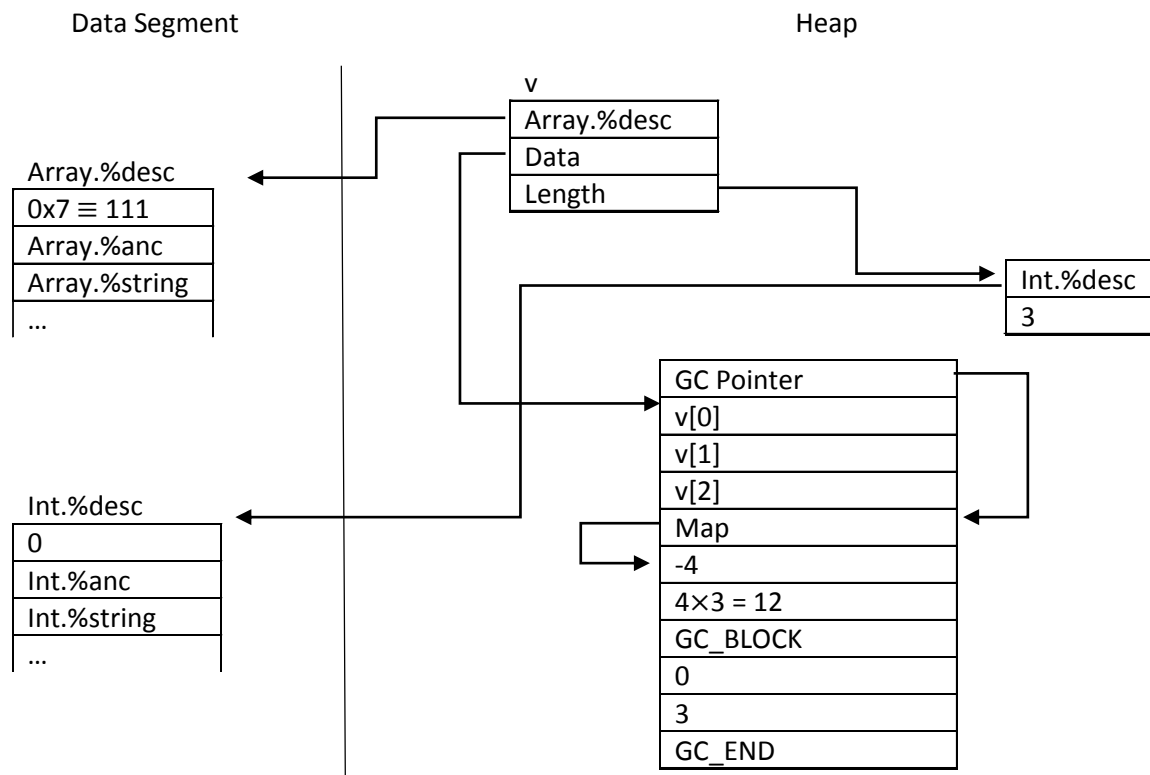 Data Segment
Heap
v
Array.%desc
Data
Length
Array.%desc
0x7 ≡ 111
Array.%anc
Array.%string
...
Int.%desc
3
GC Pointer
v[0]
v[1]
v[2]
Map
-4
4×3 = 12
GC_BLOCK
0
3
GC_END
Int.%desc
0
Int.%anc
Int.%string
...